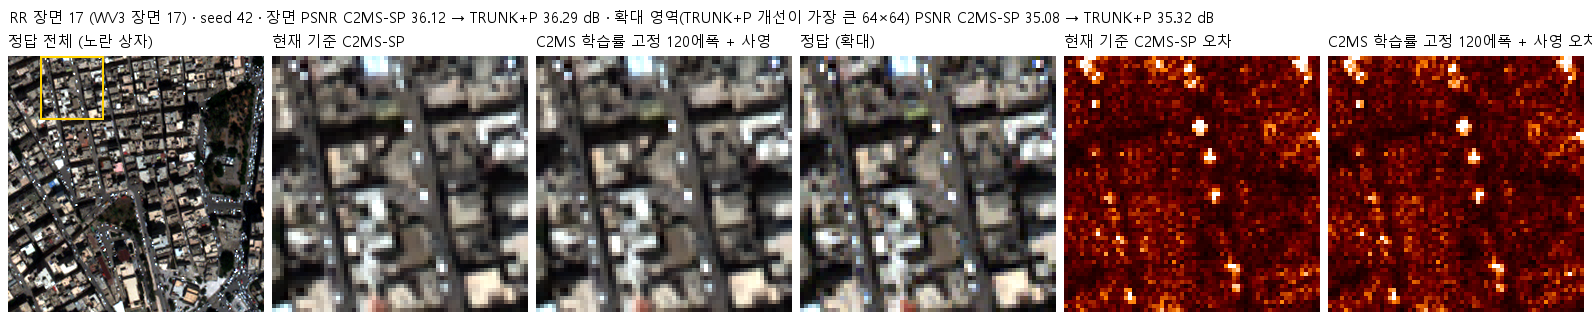 RR 장면 17 (WV3 장면 17) · seed 42 · 장면 PSNR C2MS-SP 36.12 → TRUNK+P 36.29 dB · 확대 영역(TRUNK+P 개선이 가장 큰 64×64) PSNR C2MS-SP 35.08 → TRUNK+P 35.32 dB
정답 전체 (노란 상자)
현재 기준 C2MS-SP
C2MS 학습률 고정 120에폭 + 사영
정답 (확대)
현재 기준 C2MS-SP 오차
C2MS 학습률 고정 120에폭 + 사영 오차